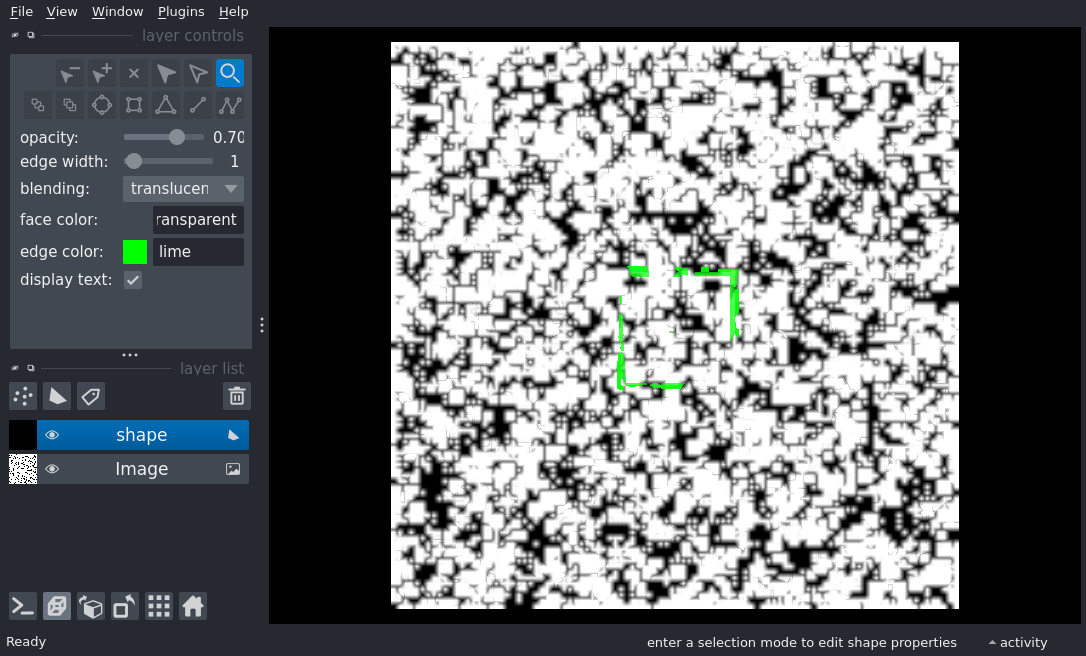 File View Window Plugins Help
layer controls
opacity: 0.70
edge width: 1
blending: translucen
face color: ransparent
edge color: lime
display text:
layer list
shape
Image
Ready enter a selection mode to edit shape properties activity